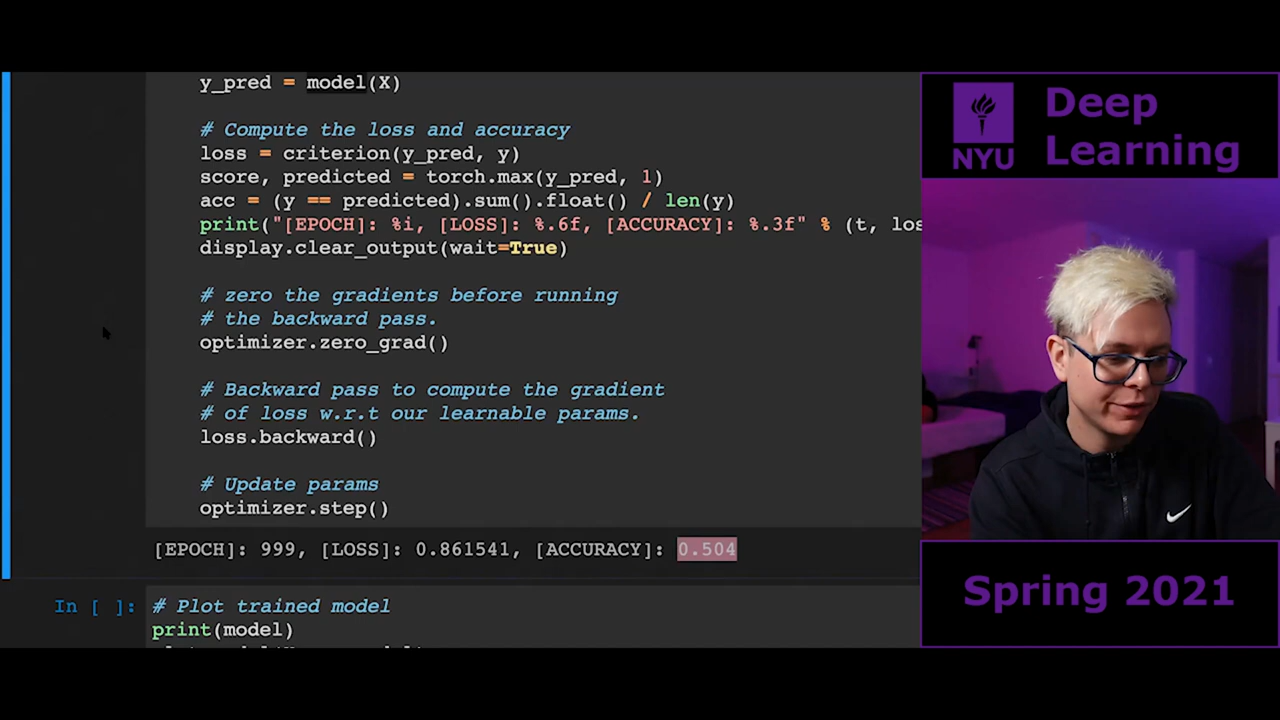 y_pred = model(X)
# Compute the loss and accuracy
loss = criterion(y_pred, y)
score, predicted = torch.max(y_pred, 1)
acc = (y == predicted).sum().float() / len(y)
print("[EPOCH]: %i, [LOSS]: %.6f, [ACCURACY]: %.3f" % (t, los
display.clear_output(wait=True)
# zero the gradients before running
# the backward pass.
optimizer.zero_grad()
# Backward pass to compute the gradient
# of loss w.r.t our learnable params.
loss.backward()
# Update params
optimizer.step()
[EPOCH]: 999, [LOSS]: 0.861541, [ACCURACY]: 0.504
In [ ]: # Plot trained model
print(model)
NYU
Deep
Learning
Spring 2021